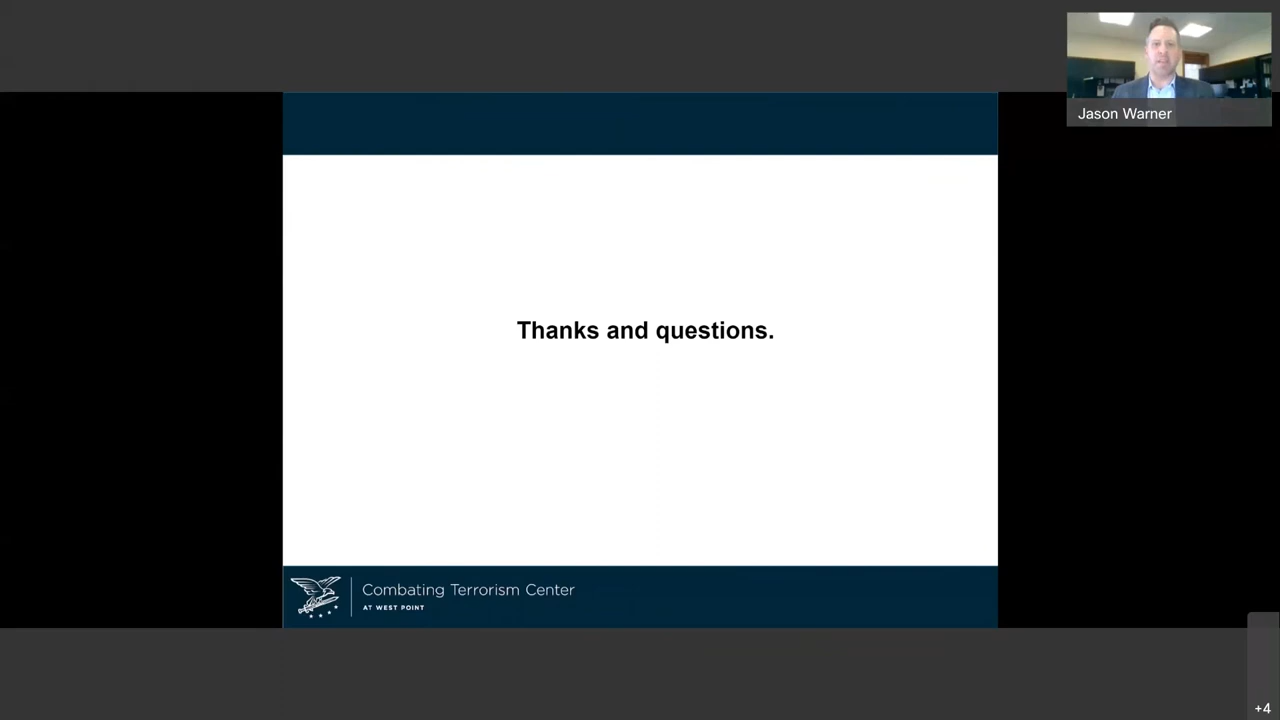 Jason Warner
Thanks and questions.
Combating Terrorism Center
AT WEST POINT
+4